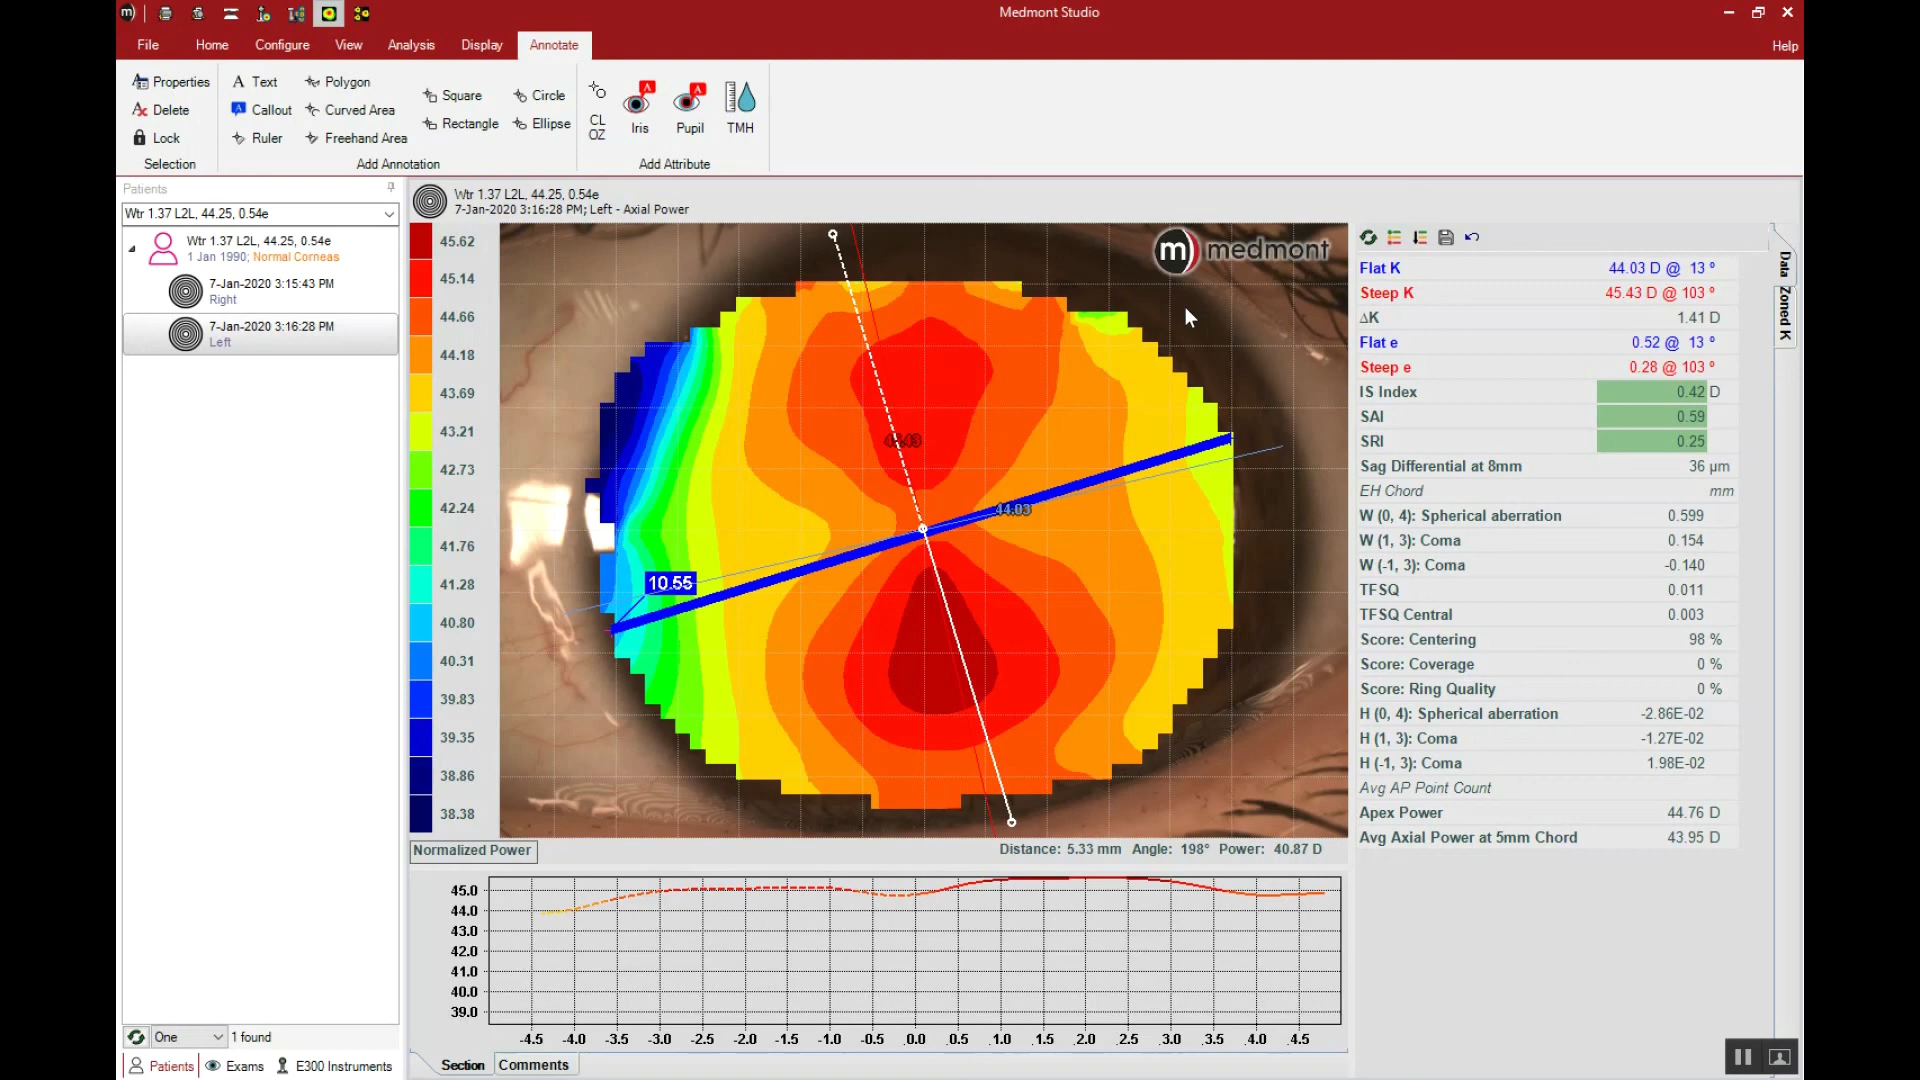 m) Medmont Studio
File Home Configure View Analysis Display Annotate Help
Properties Text Polygon Square Circle
Delete Callout Curved Area Rectangle Ellipse
Lock Ruler Freehand Area
CL OZ Iris Pupil TMH
Selection Add Annotation Add Attribute
Patients
Wtr 1.37 L2L, 44.25, 0.54e
Wtr 1.37 L2L, 44.25, 0.54e
1 Jan 1990; Normal Corneas
7-Jan-2020 3:15:43 PM
Right
7-Jan-2020 3:16:28 PM
Left
One 1 found
Patients Exams E300 Instruments
Wtr 1.37 L2L, 44.25, 0.54e
7-Jan-2020 3:16:28 PM; Left - Axial Power
m) medmont
45.62
45.14
44.66
44.18
43.69
43.21
42.73
42.24
41.76
41.28
40.80
40.31
39.83
39.35
38.86
38.38
44.03
10.55
Normalized Power
Distance: 5.33 mm Angle: 198° Power: 40.87 D
45.0
44.0
43.0
42.0
41.0
40.0
39.0
-4.5 -4.0 -3.5 -3.0 -2.5 -2.0 -1.5 -1.0 -0.5 0.0 .5 1.0 1.5 2.0 2.5 3.0 3.5 4.0 4.5
Section Comments
Data
Zoned K
Flat K 44.03 D @ 13 °
Steep K 45.43 D @ 103 °
ΔK 1.41 D
Flat e 0.52 @ 13 °
Steep e 0.28 @ 103 °
IS Index 0.42 D
SAI 0.59
SRI 0.25
Sag Differential at 8mm 36 µm
EH Chord mm
W (0, 4): Spherical aberration 0.599
W (1, 3): Coma 0.154
W (-1, 3): Coma -0.140
TFSQ 0.011
TFSQ Central 0.003
Score: Centering 98 %
Score: Coverage 0 %
Score: Ring Quality 0 %
H (0, 4): Spherical aberration -2.86E-02
H (1, 3): Coma -1.27E-02
H (-1, 3): Coma 1.98E-02
Avg AP Point Count
Apex Power 44.76 D
Avg Axial Power at 5mm Chord 43.95 D